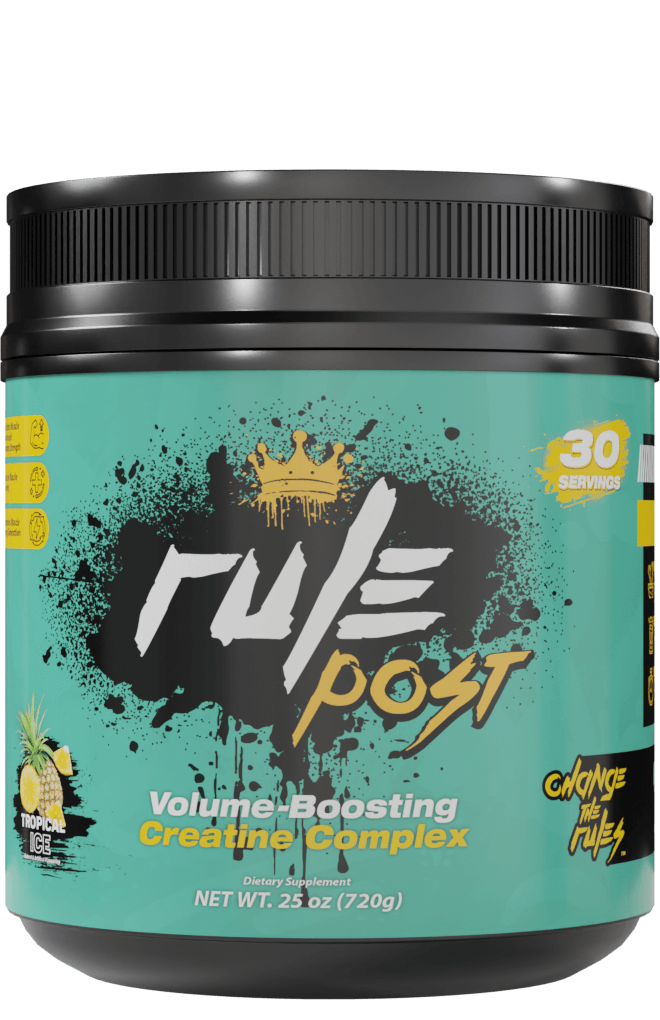 30
SERVINGS
rule
post
Volume-Boosting
Creatine Complex
Dietary Supplement
NET WT. 25 oz (720g)
TROPICAL
ICE
change
the
rules